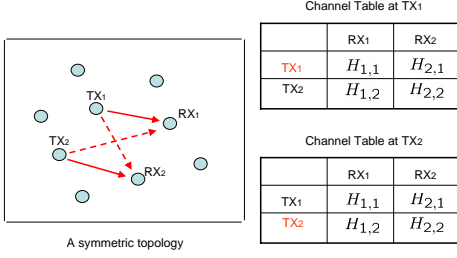 Channel Table at TX1
RX1 RX2
TX1 H1,1 H2,1
TX2 H1,2 H2,2
TX1
RX1
TX2
RX2
A symmetric topology
Channel Table at TX2
RX1 RX2
TX1 H1,1 H2,1
TX2 H1,2 H2,2